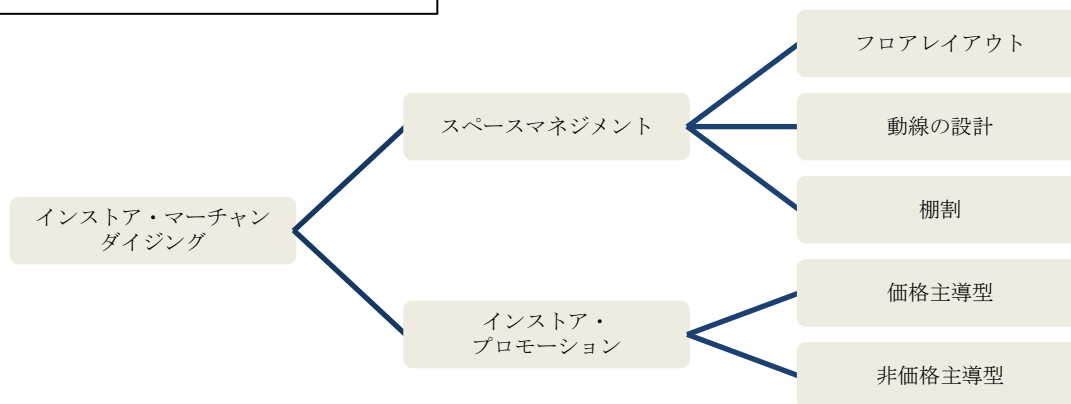 フロアレイアウト
スペースマネジメント
動線の設計
棚割
インストア・マーチャン
ダイジング
価格主導型
インストア・
プロモーション
非価格主導型